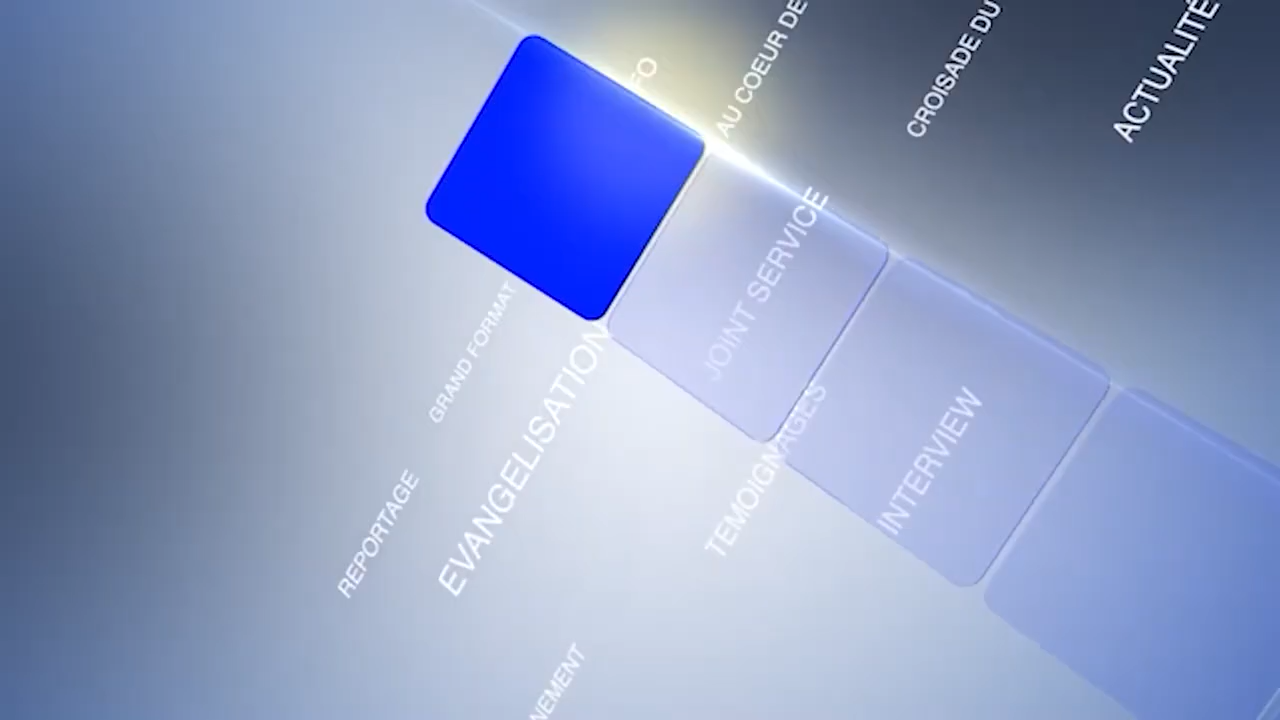 AU COEUR DE
CROISADE DU
ACTUALITÉ
JOINT SERVICE
GRAND FORMAT
EVANGELISATION
TEMOIGNAGES
INTERVIEW
REPORTAGE